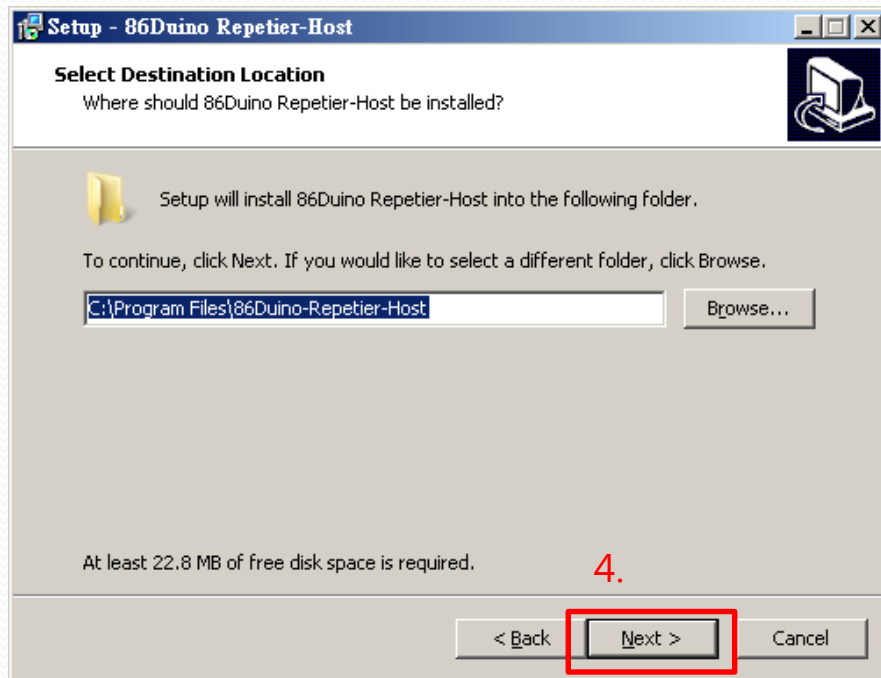 Setup - 86Duino Repetier-Host
Select Destination Location
Where should 86Duino Repetier-Host be installed?
Setup will install 86Duino Repetier-Host into the following folder.
To continue, click Next. If you would like to select a different folder, click Browse.
C:\Program Files\86Duino-Repetier-Host
Browse...
At least 22.8 MB of free disk space is required.
4.
< Back
Next >
Cancel